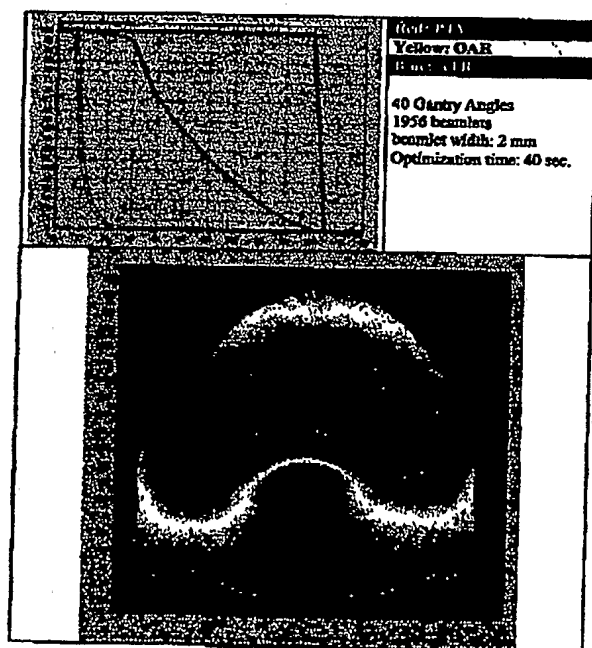 Yellow: OAR
40 Gantry Angles
1956 beamlets
beamlet width: 2 mm
Optimization time: 40 sec.